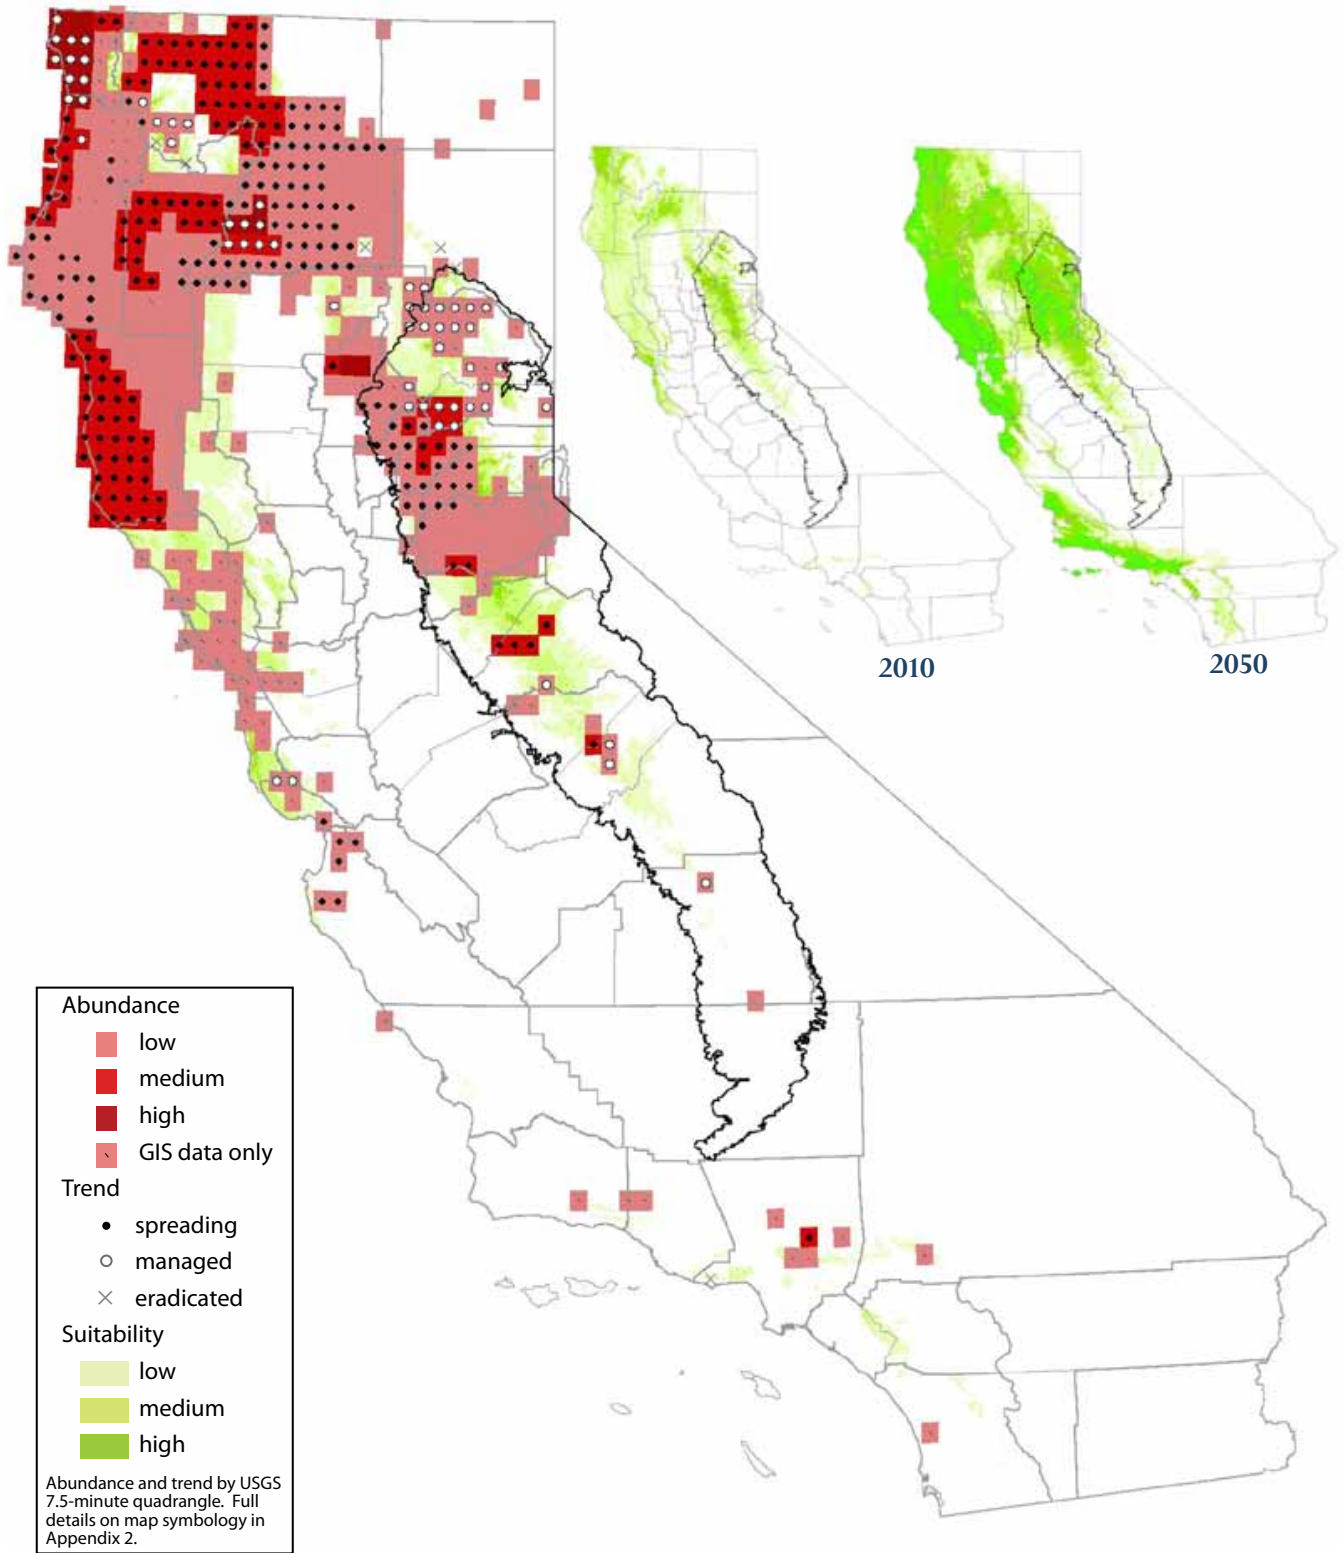 2010
2050
Abundance
low
medium
high
GIS data only
Trend
spreading
managed
eradicated
Suitability
low
medium
high
Abundance and trend by USGS
7.5-minute quadrangle. Full
details on map symbology in
Appendix 2.